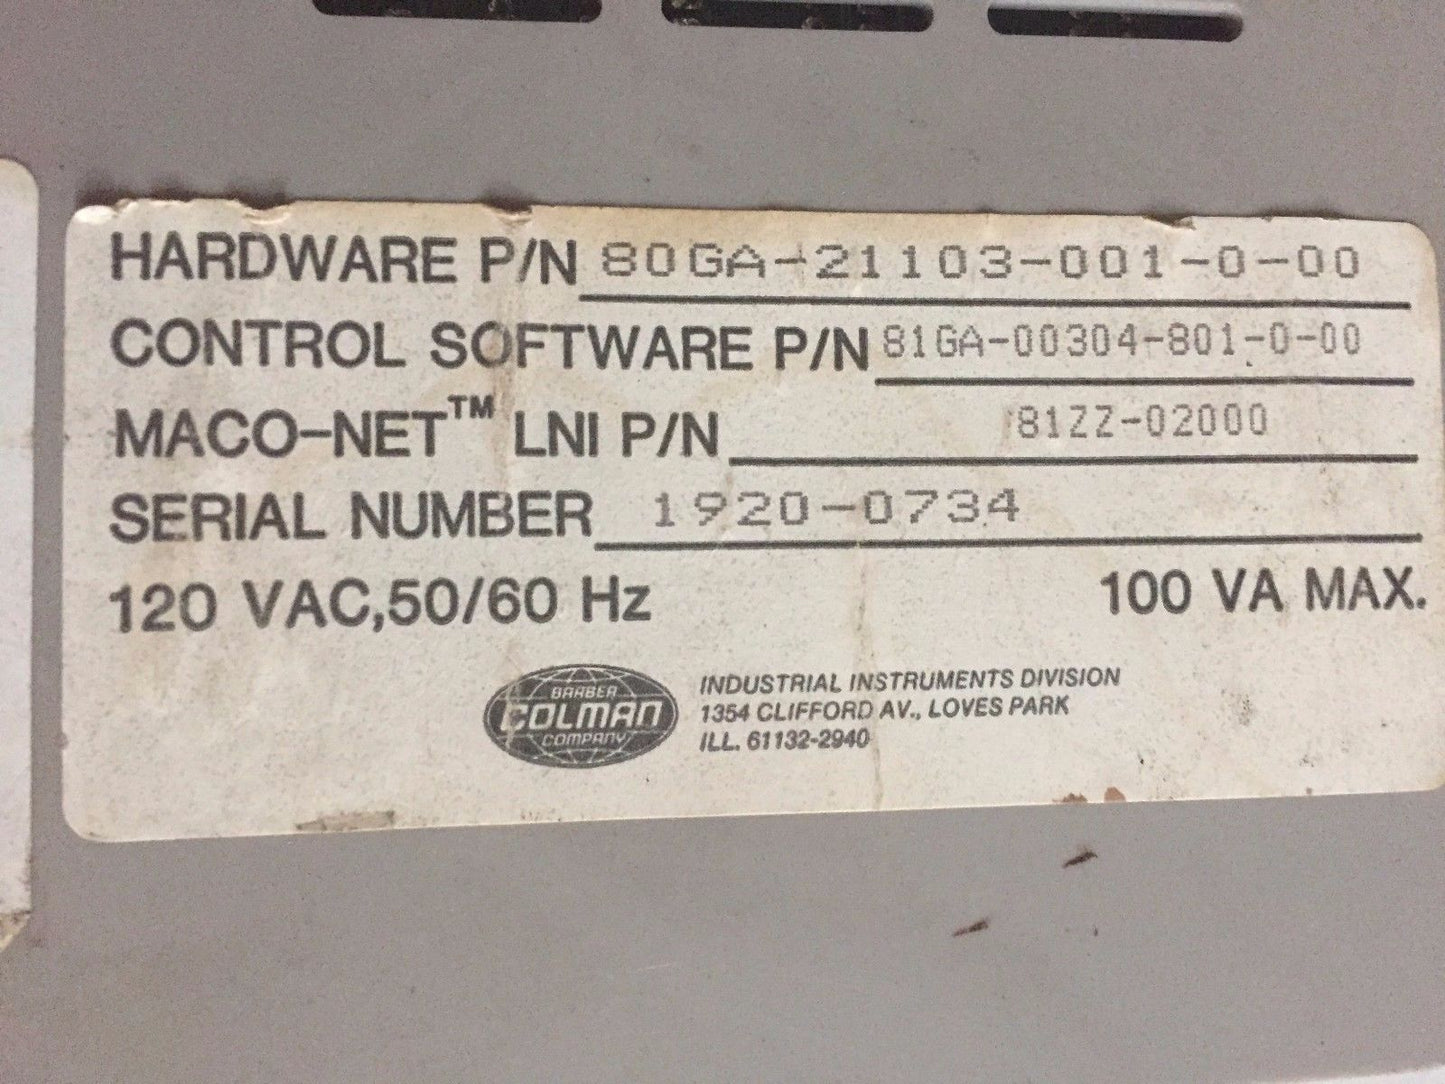 HARDWARE P/N 80GA-21103-001-0-00
CONTROL SOFTWARE P/N 81GA-00304-801-0-00
MACO-NET™ LNI P/N 81ZZ-02000
SERIAL NUMBER 1920-0734
120 VAC,50/60 Hz 100 VA MAX.
BARBER
COLMAN
COMPANY
INDUSTRIAL INSTRUMENTS DIVISION
1354 CLIFFORD AV., LOVES PARK
ILL. 61132-2940